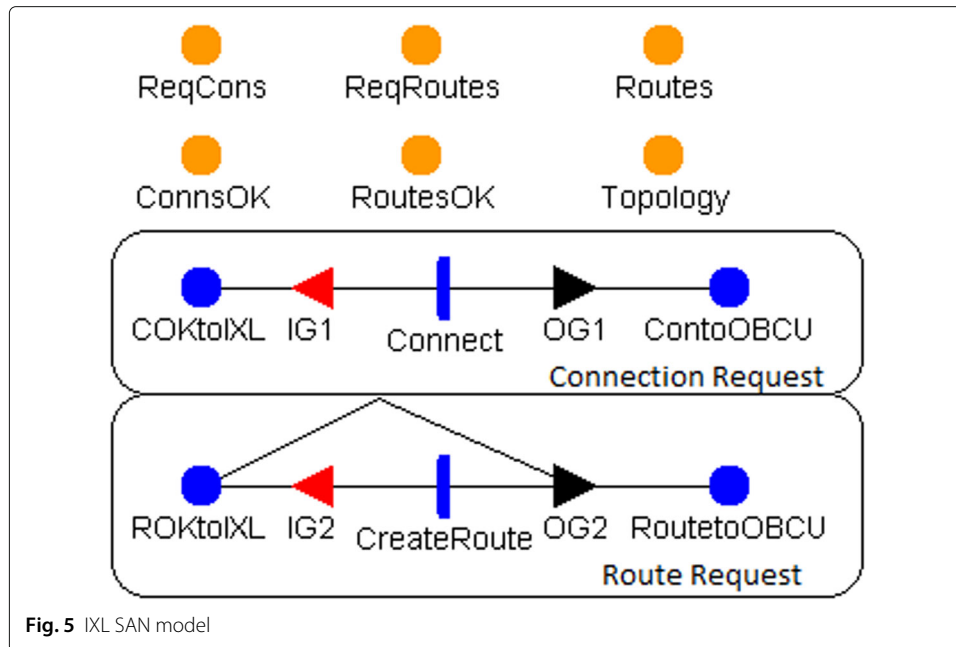 ReqCons ReqRoutes Routes
ConnsOK RoutesOK Topology
COKtoIXL IG1 Connect OG1 ContoOBCU
Connection Request
ROKtoIXL IG2 CreateRoute OG2 RoutetoOBCU
Route Request
Fig. 5 IXL SAN model